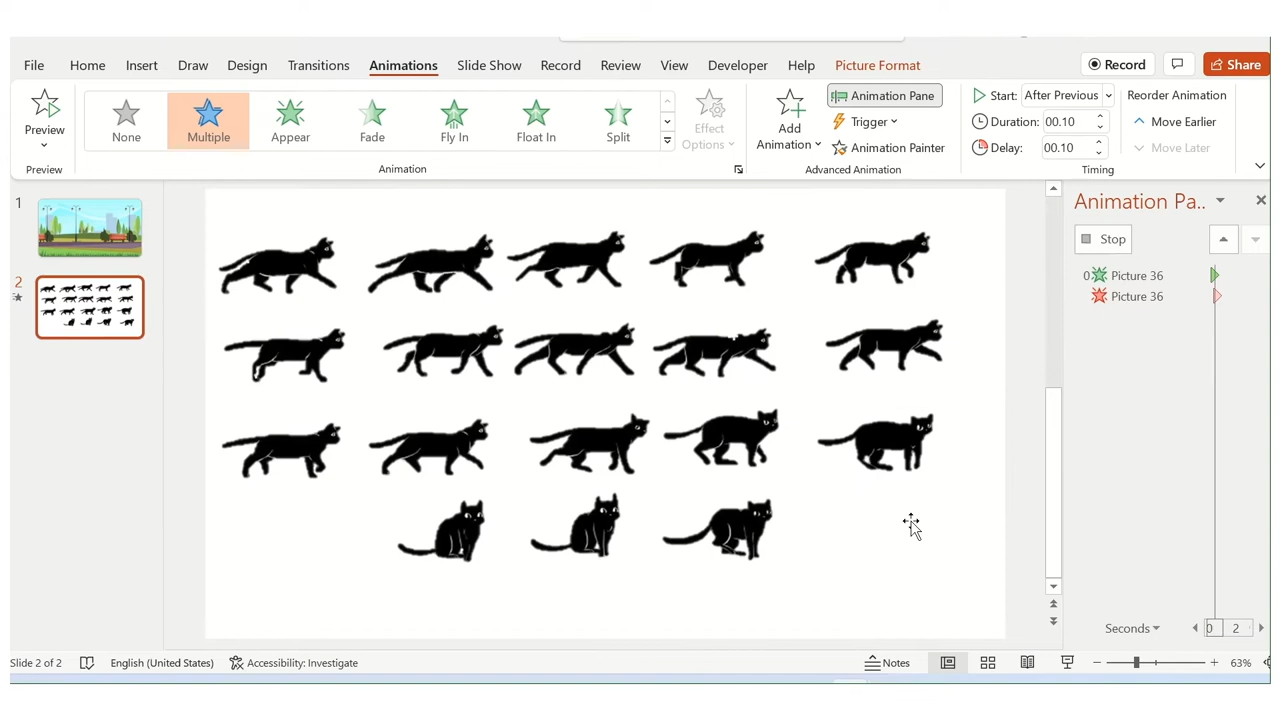 File Home Insert Draw Design Transitions Animations Slide Show Record Review View Developer Help Picture Format Record Share
Preview None Multiple Appear Fade Fly In Float In Split Effect Options Add Animation Animation Pane Trigger Animation Painter Start: After Previous Duration: 00.10 Delay: 00.10 Reorder Animation Move Earlier Move Later
Preview Animation Advanced Animation Timing
1
2
Animation Pa..
Stop
0 Picture 36
Picture 36
Seconds 0 2
Slide 2 of 2 English (United States) Accessibility: Investigate Notes 63%